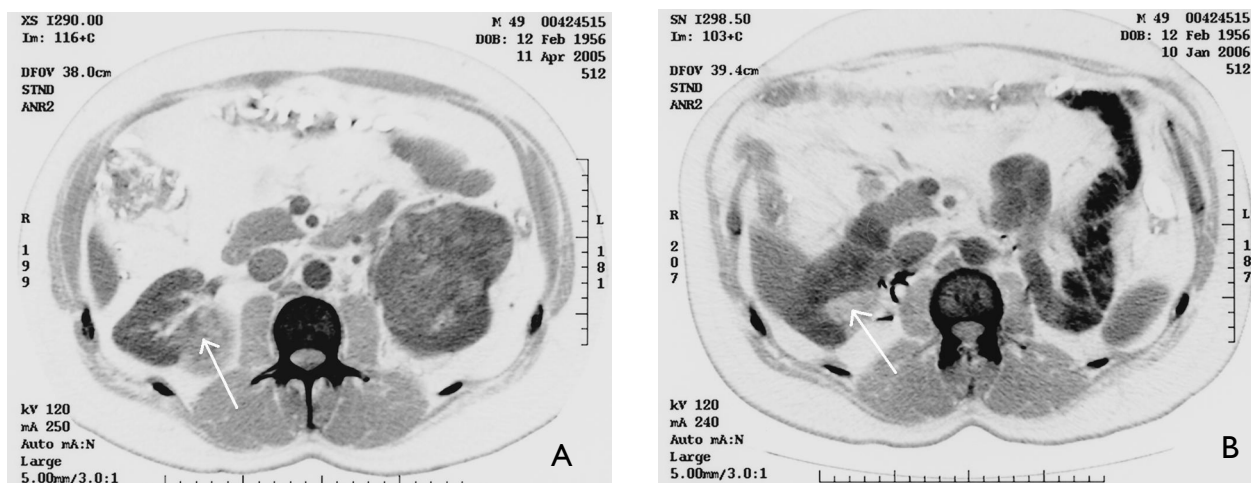 XS I290.00
Im: 116+C
DFOV 38.0cm
STND
ANR2
M 49 00424515
DOB: 12 Feb 1956
11 Apr 2005
512
R
1
9
9
L
1
8
1
kV 120
mA 250
Auto mA:N
Large
5.00mm/3.0:1
A
SN I298.50
Im: 103+C
DFOV 39.4cm
STND
ANR2
M 49 00424515
DOB: 12 Feb 1956
10 Jan 2006
512
R
2
0
7
L
1
8
7
kV 120
mA 240
Auto mA:N
Large
5.00mm/3.0:1
B